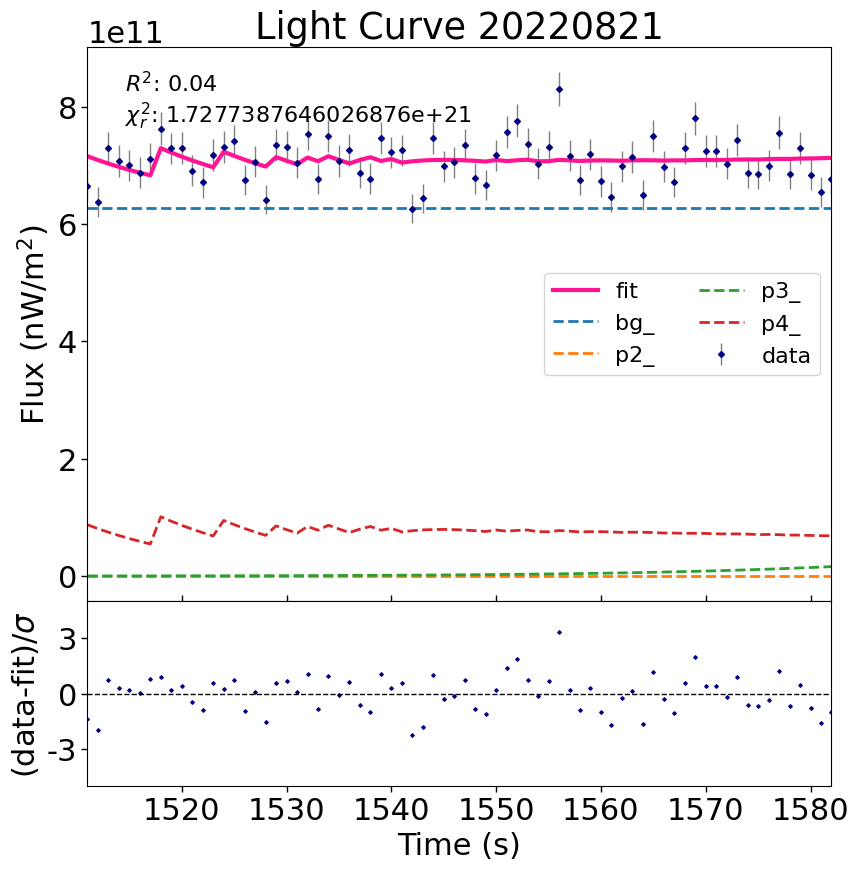 Light Curve 20220821
1e11
R²: 0.04
χ²ᵣ: 1.7277387646026876e+21
8
6
4
2
0
Flux (nW/m²)
fit
bg_
p2_
p3_
p4_
data
3
0
-3
(data-fit)/σ
1520 1530 1540 1550 1560 1570 1580
Time (s)